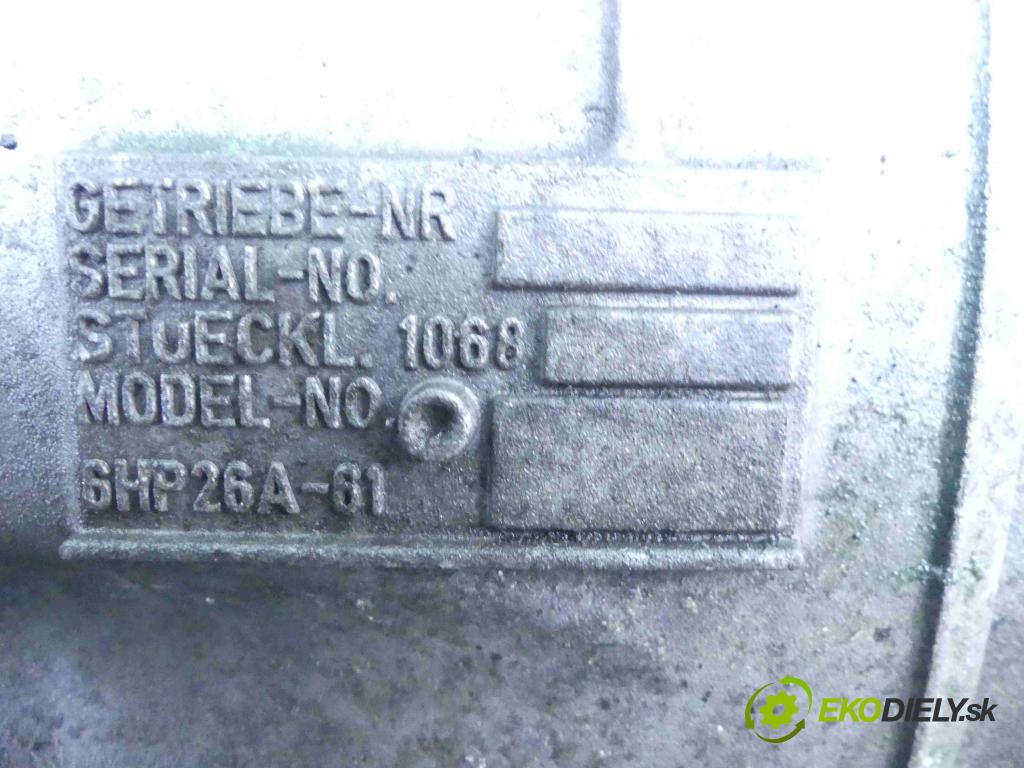 GETRIEBE-NR
SERIAL-NO.
STUECKL. 1068
MODEL-NO.
6HP26A-61
EKODIELY.sk